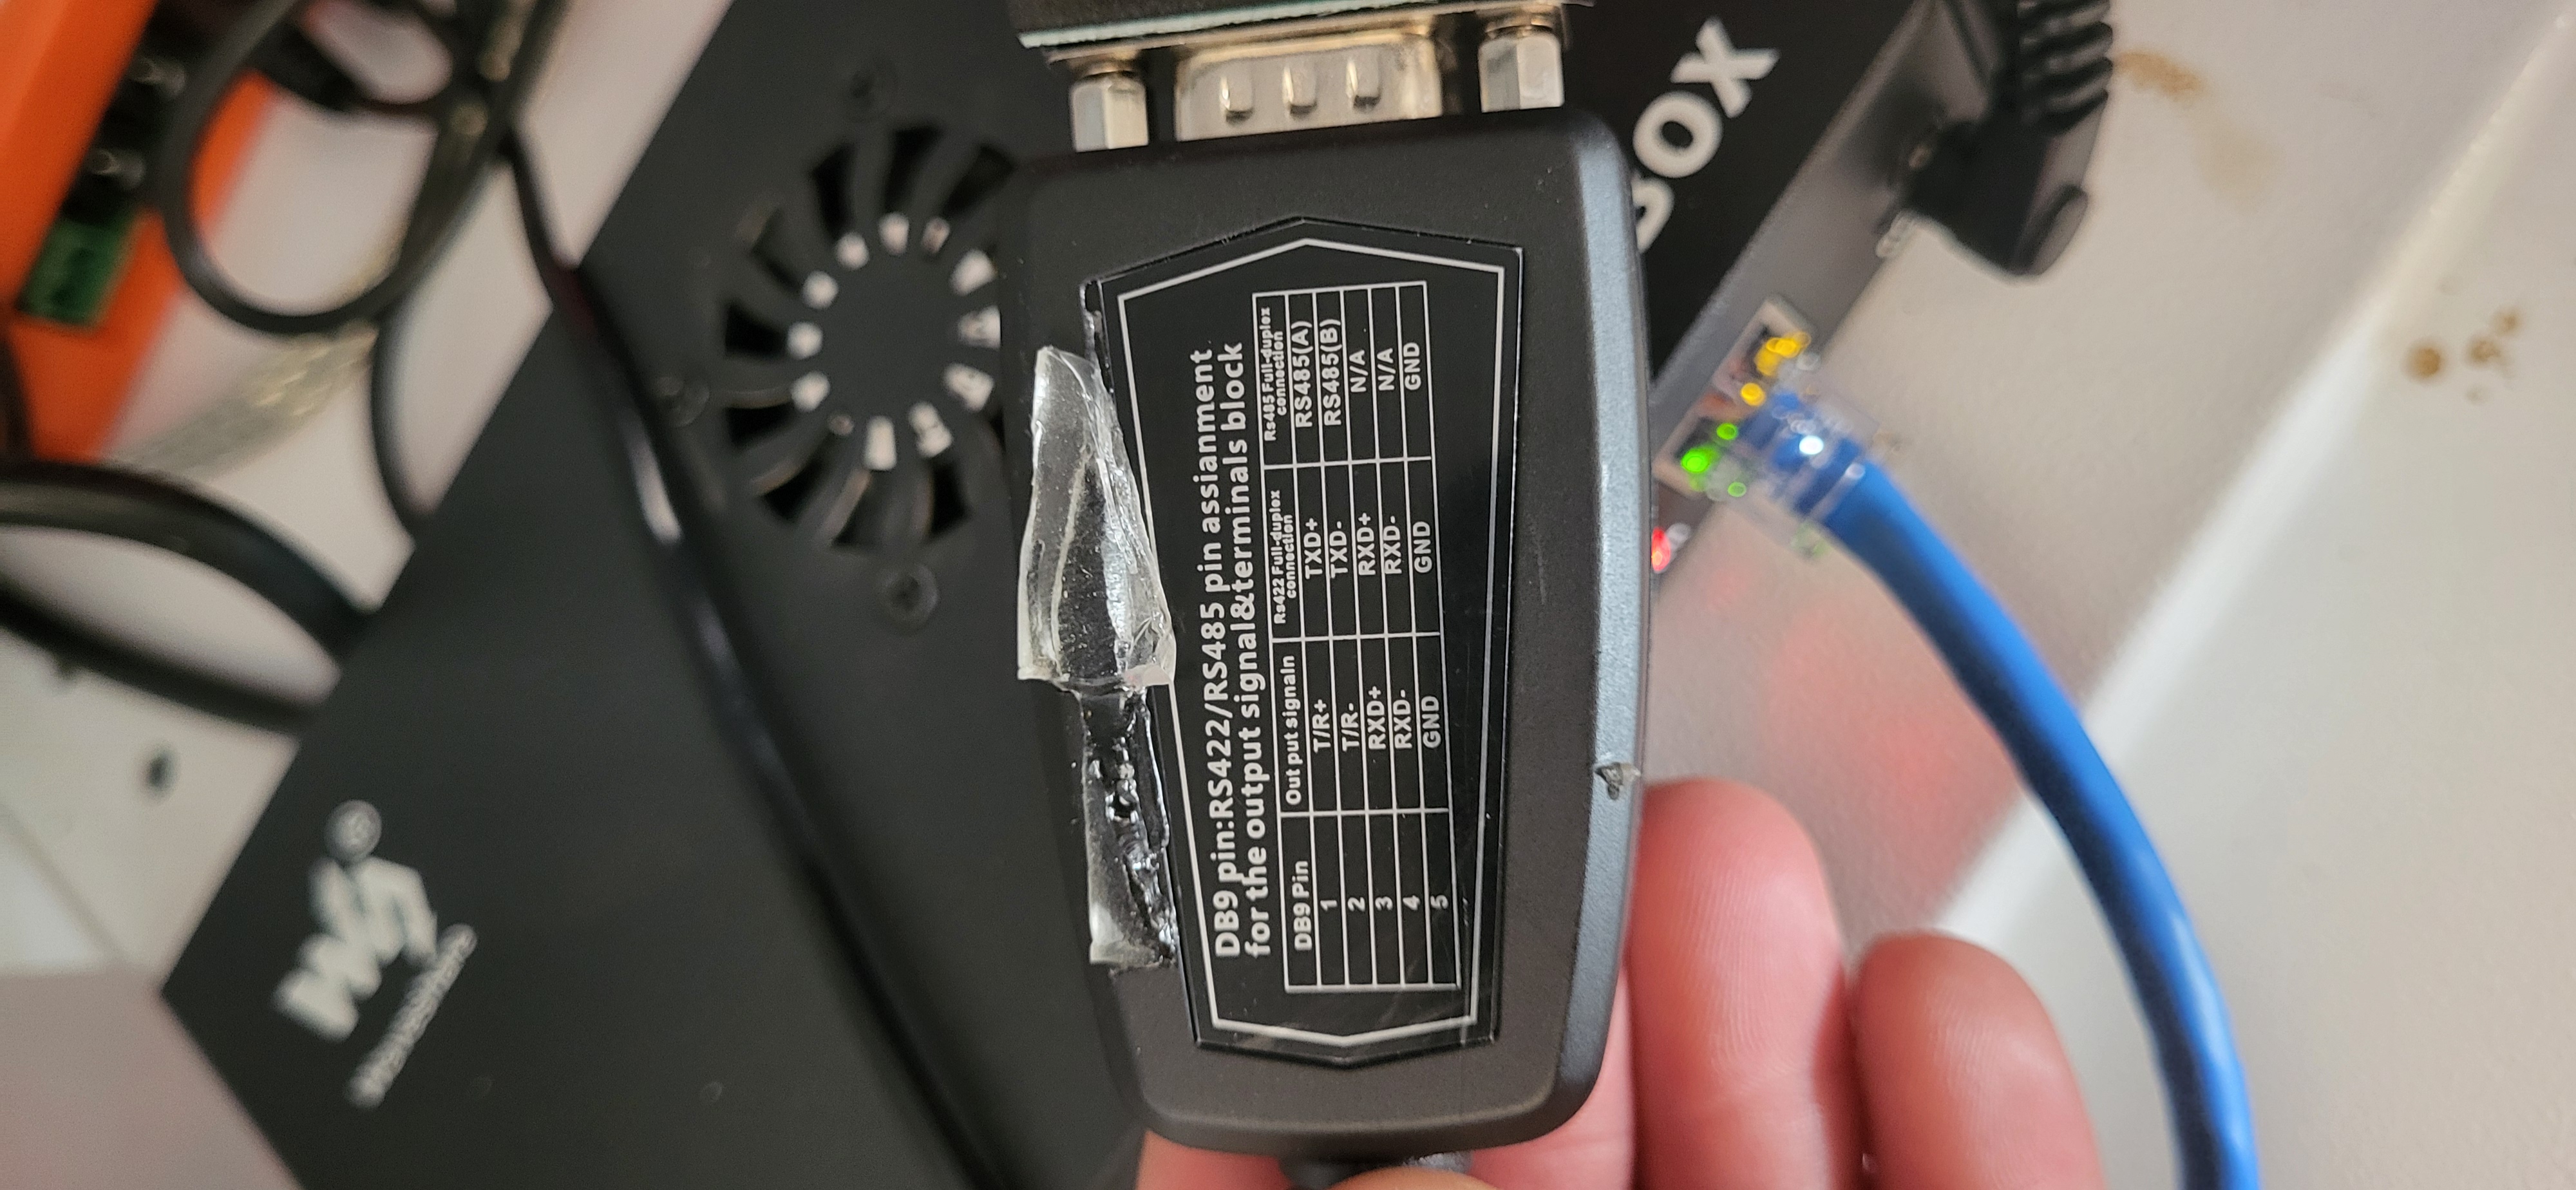 waveshare
DB9 pin:RS422/RS485 pin assianment
for the output signal&terminals block
DB9 Pin Out put signaln Rs422 Full-duplex connection Rs485 Full-duplex connection
1 T/R+ TXD+ RS485(A)
2 T/R- TXD- RS485(B)
3 RXD+ RXD+ N/A
4 RXD- RXD- N/A
5 GND GND GND
BOX